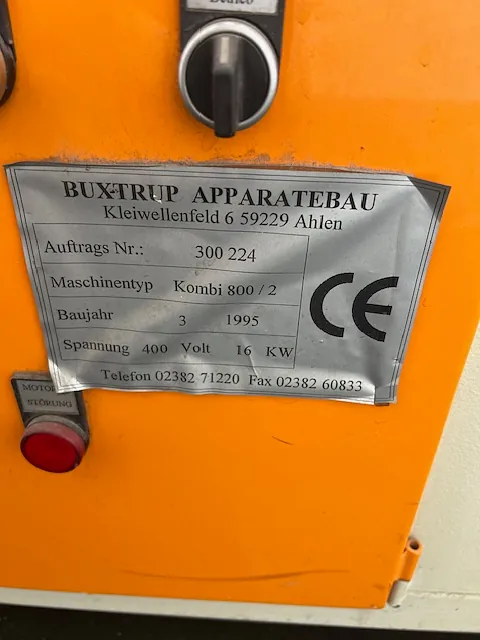 BUXTRUP APPARATEBAU
Kleiwellenfeld 6 59229 Ahlen
Auftrags Nr.: 300 224
Maschinentyp Kombi 800 / 2
Baujahr 3 1995
Spannung 400 Volt 16 KW
CE
Telefon 02382 71220 Fax 02382 60833
MOTOR
STÖRUNG